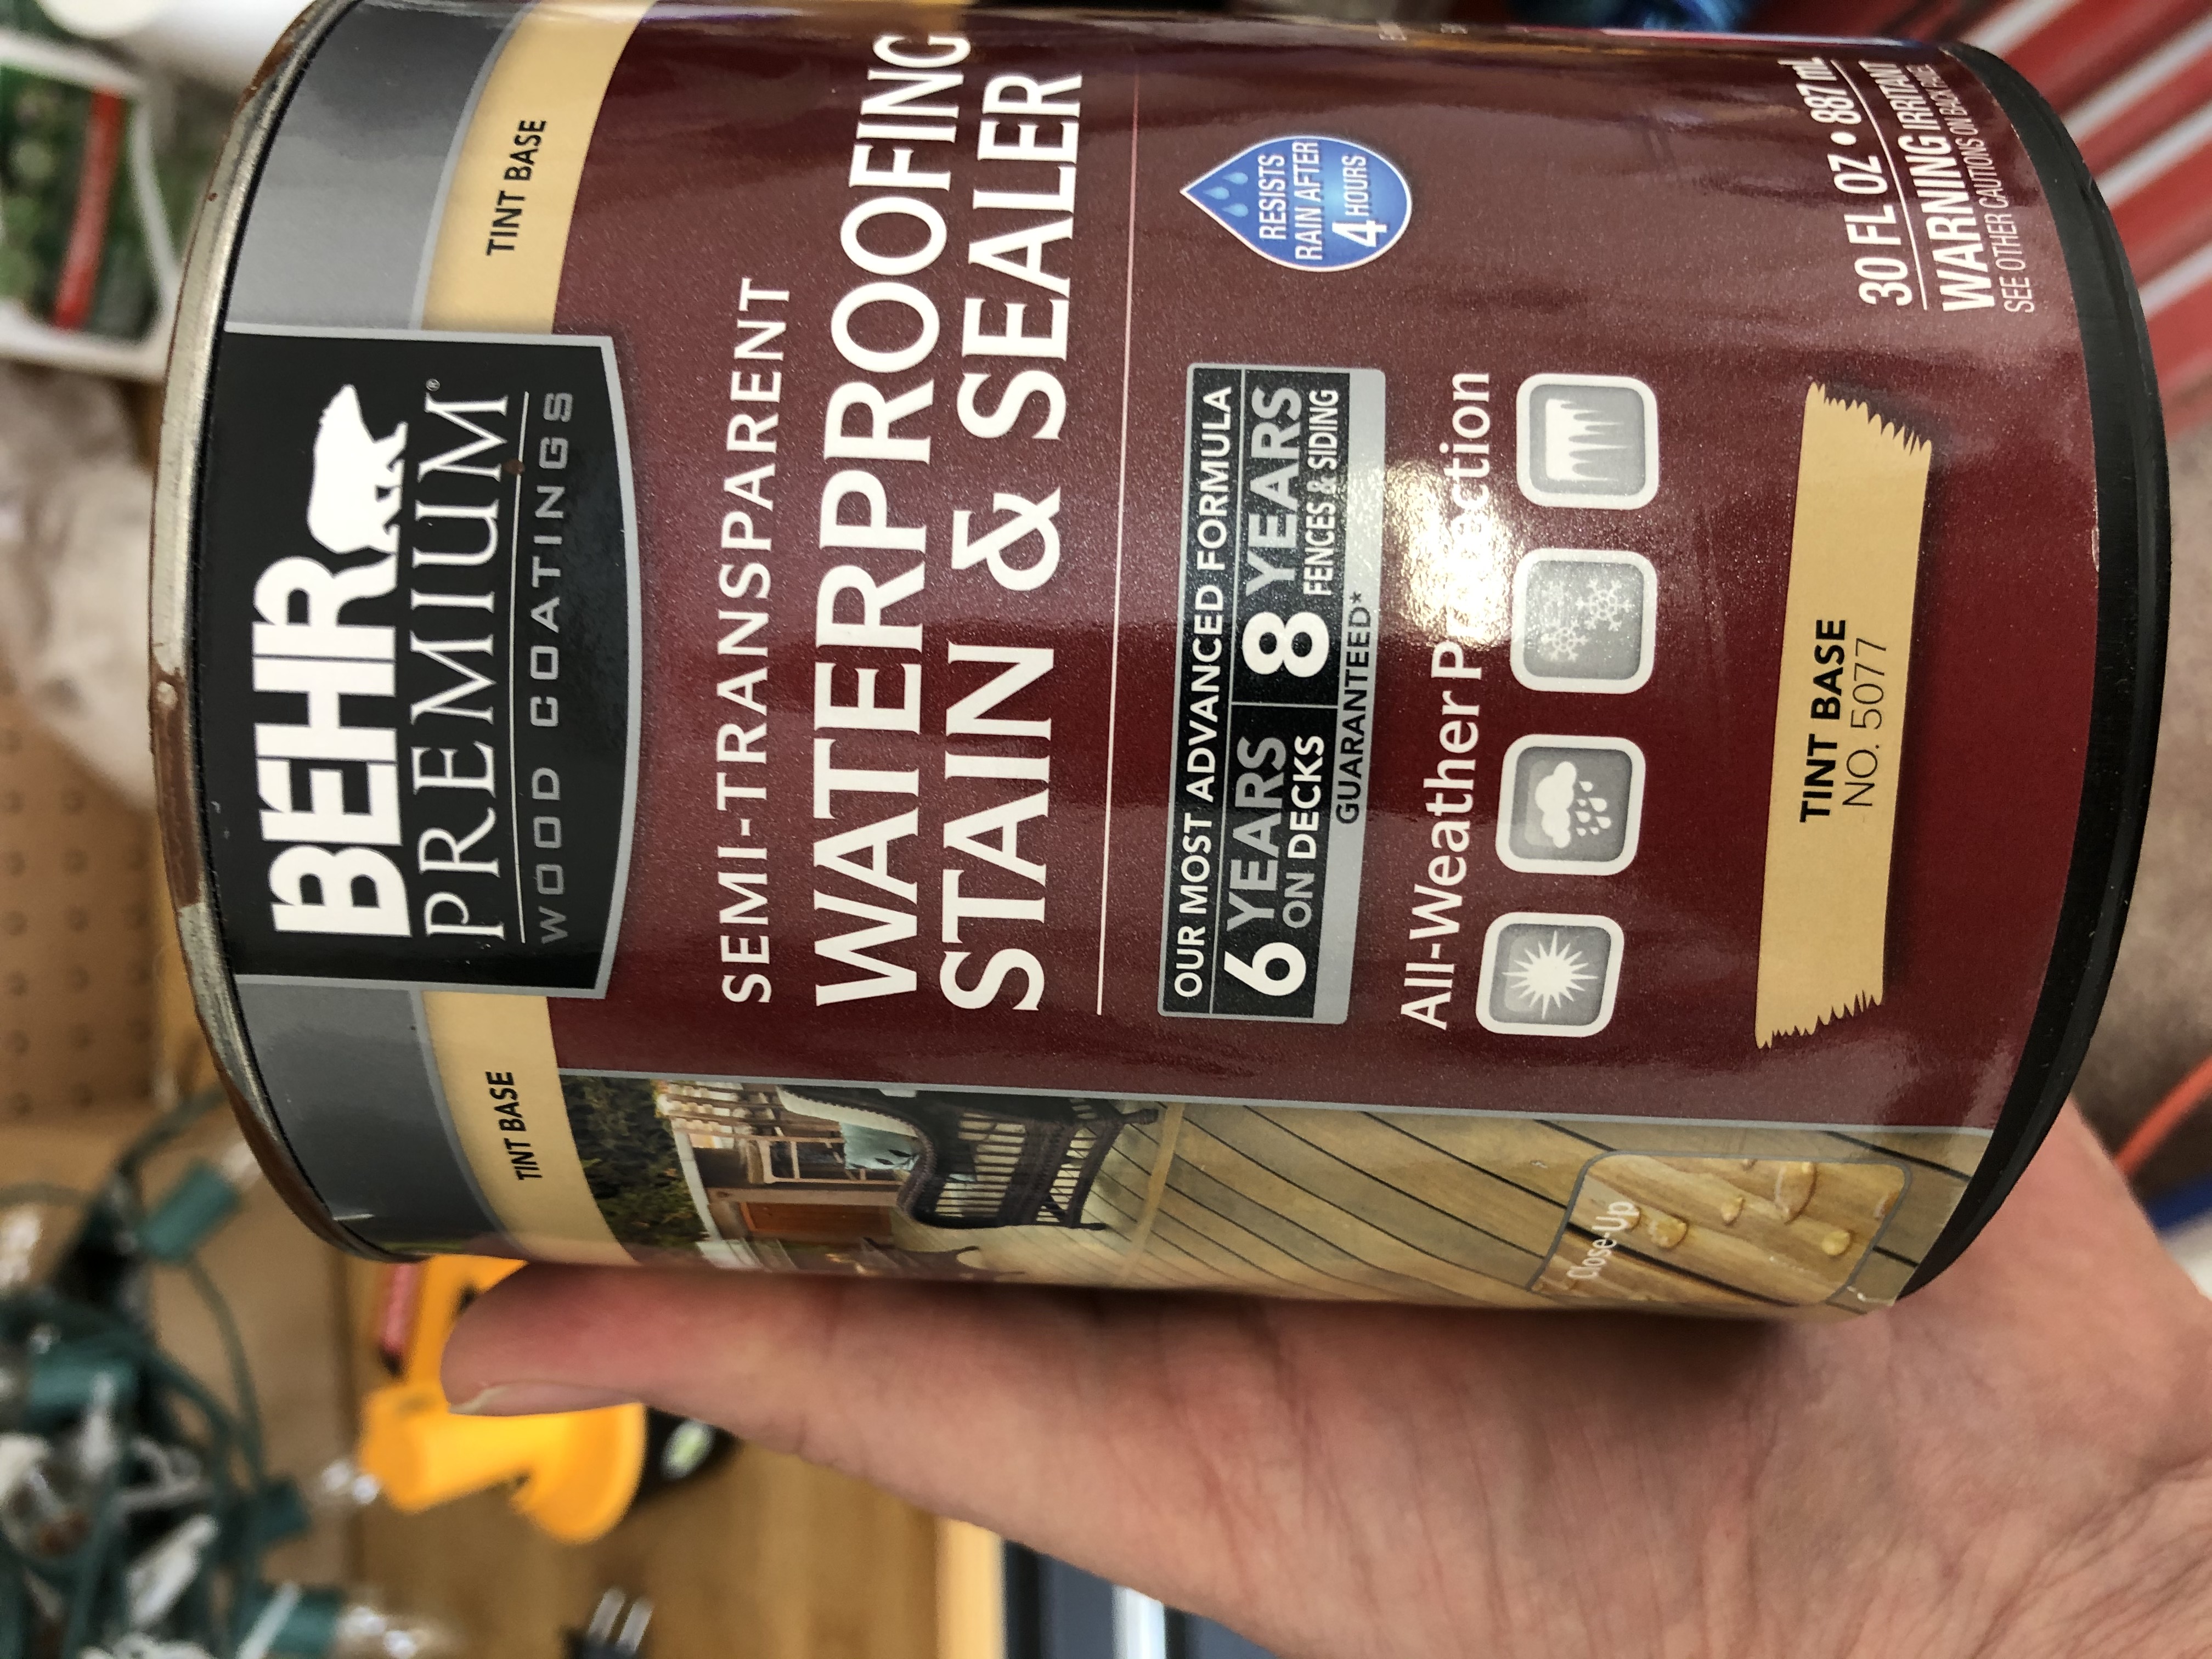 BEHR
PREMIUM®
WOOD COATINGS
TINT BASE
TINT BASE
SEMI-TRANSPARENT
WATERPROOFING
STAIN & SEALER
OUR MOST ADVANCED FORMULA
6 YEARS ON DECKS
8 YEARS FENCES & SIDING
GUARANTEED*
RESISTS
RAIN AFTER
4 HOURS
All-Weather Protection
Close-Up
TINT BASE
NO. 5077
30 FL OZ • 887 mL
WARNING IRRITANT
SEE OTHER CAUTIONS ON BACK PANEL